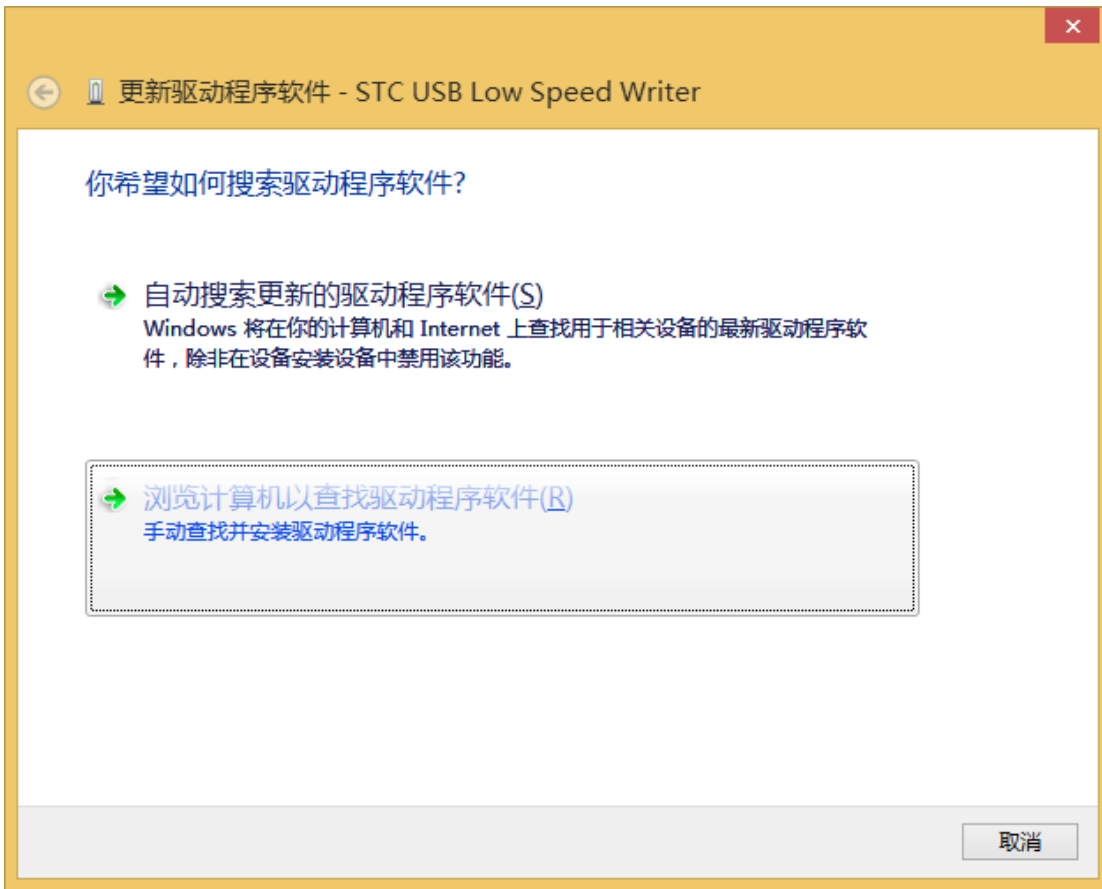 更新驱动程序软件 - STC USB Low Speed Writer
你希望如何搜索驱动程序软件?
自动搜索更新的驱动程序软件(S)
Windows 将在你的计算机和 Internet 上查找用于相关设备的最新驱动程序软
件，除非在设备安装设备中禁用该功能。
浏览计算机以查找驱动程序软件(R)
手动查找并安装驱动程序软件。
取消